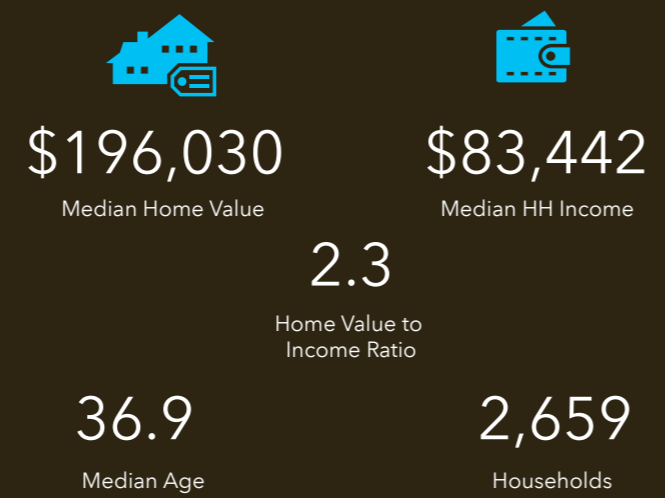 $196,030
Median Home Value
$83,442
Median HH Income
2.3
Home Value to
Income Ratio
36.9
Median Age
2,659
Households